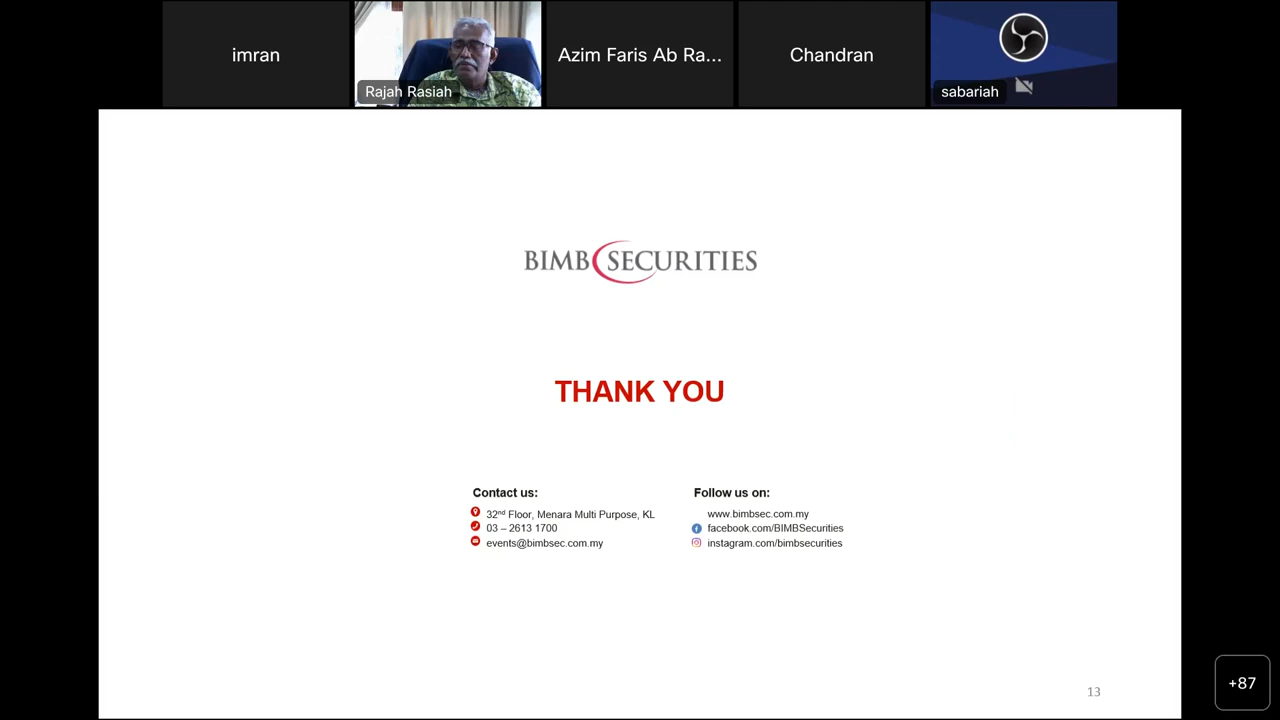 imran
Rajah Rasiah
Azim Faris Ab Ra...
Chandran
sabariah
BIMB SECURITIES
THANK YOU
Contact us:
32nd Floor, Menara Multi Purpose, KL
03 – 2613 1700
events@bimbsec.com.my
Follow us on:
www.bimbsec.com.my
facebook.com/BIMBSecurities
instagram.com/bimbsecurities
13
+87